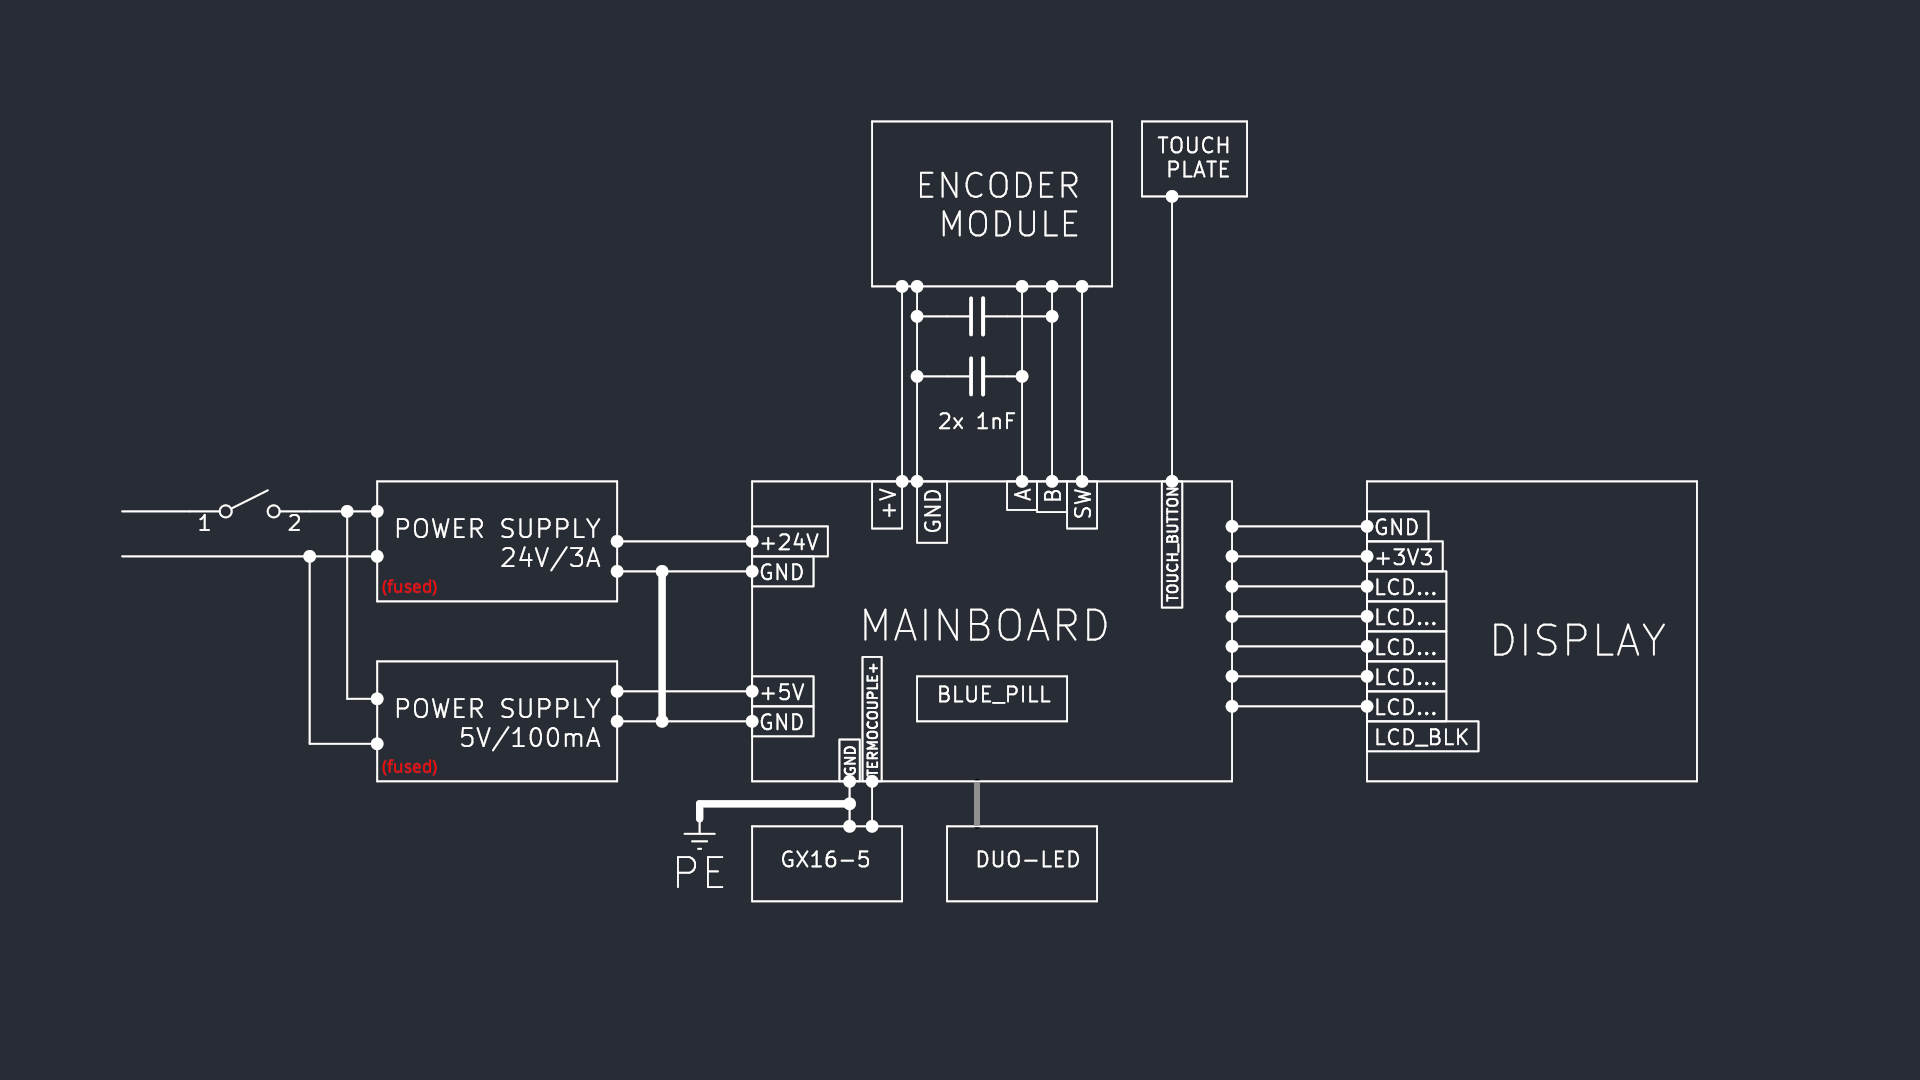 TOUCH
PLATE
ENCODER
MODULE
2x 1nF
1
2
POWER SUPPLY
24V/3A
(fused)
+V
GND
A
B
SW
TOUCH_BUTTON
+24V
GND
MAINBOARD
GND
+3V3
LCD...
LCD...
LCD...
LCD...
LCD...
LCD_BLK
DISPLAY
POWER SUPPLY
5V/100mA
(fused)
+5V
GND
BLUE_PILL
GND
TERMOCOUPLE+
PE
GX16-5
DUO-LED